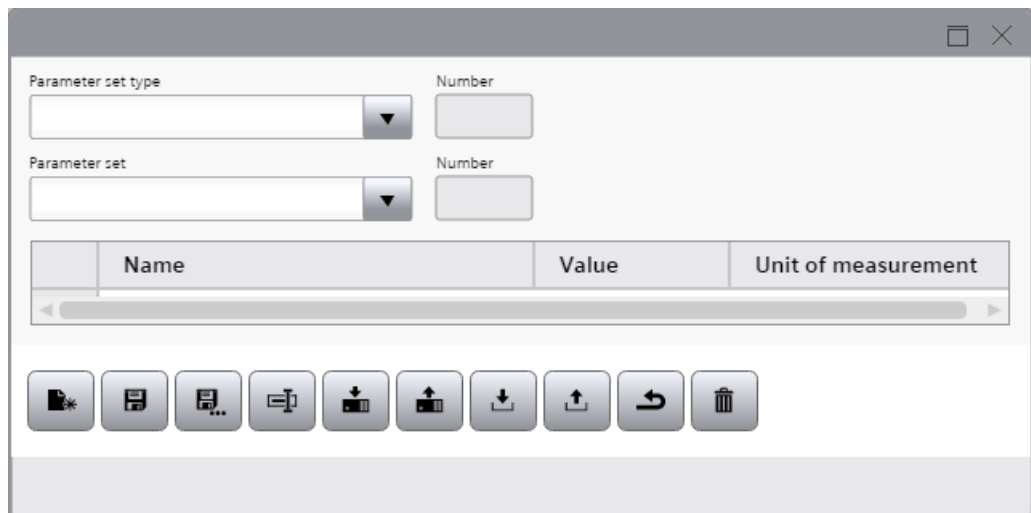 Parameter set type Number
Parameter set Number
Name Value Unit of measurement